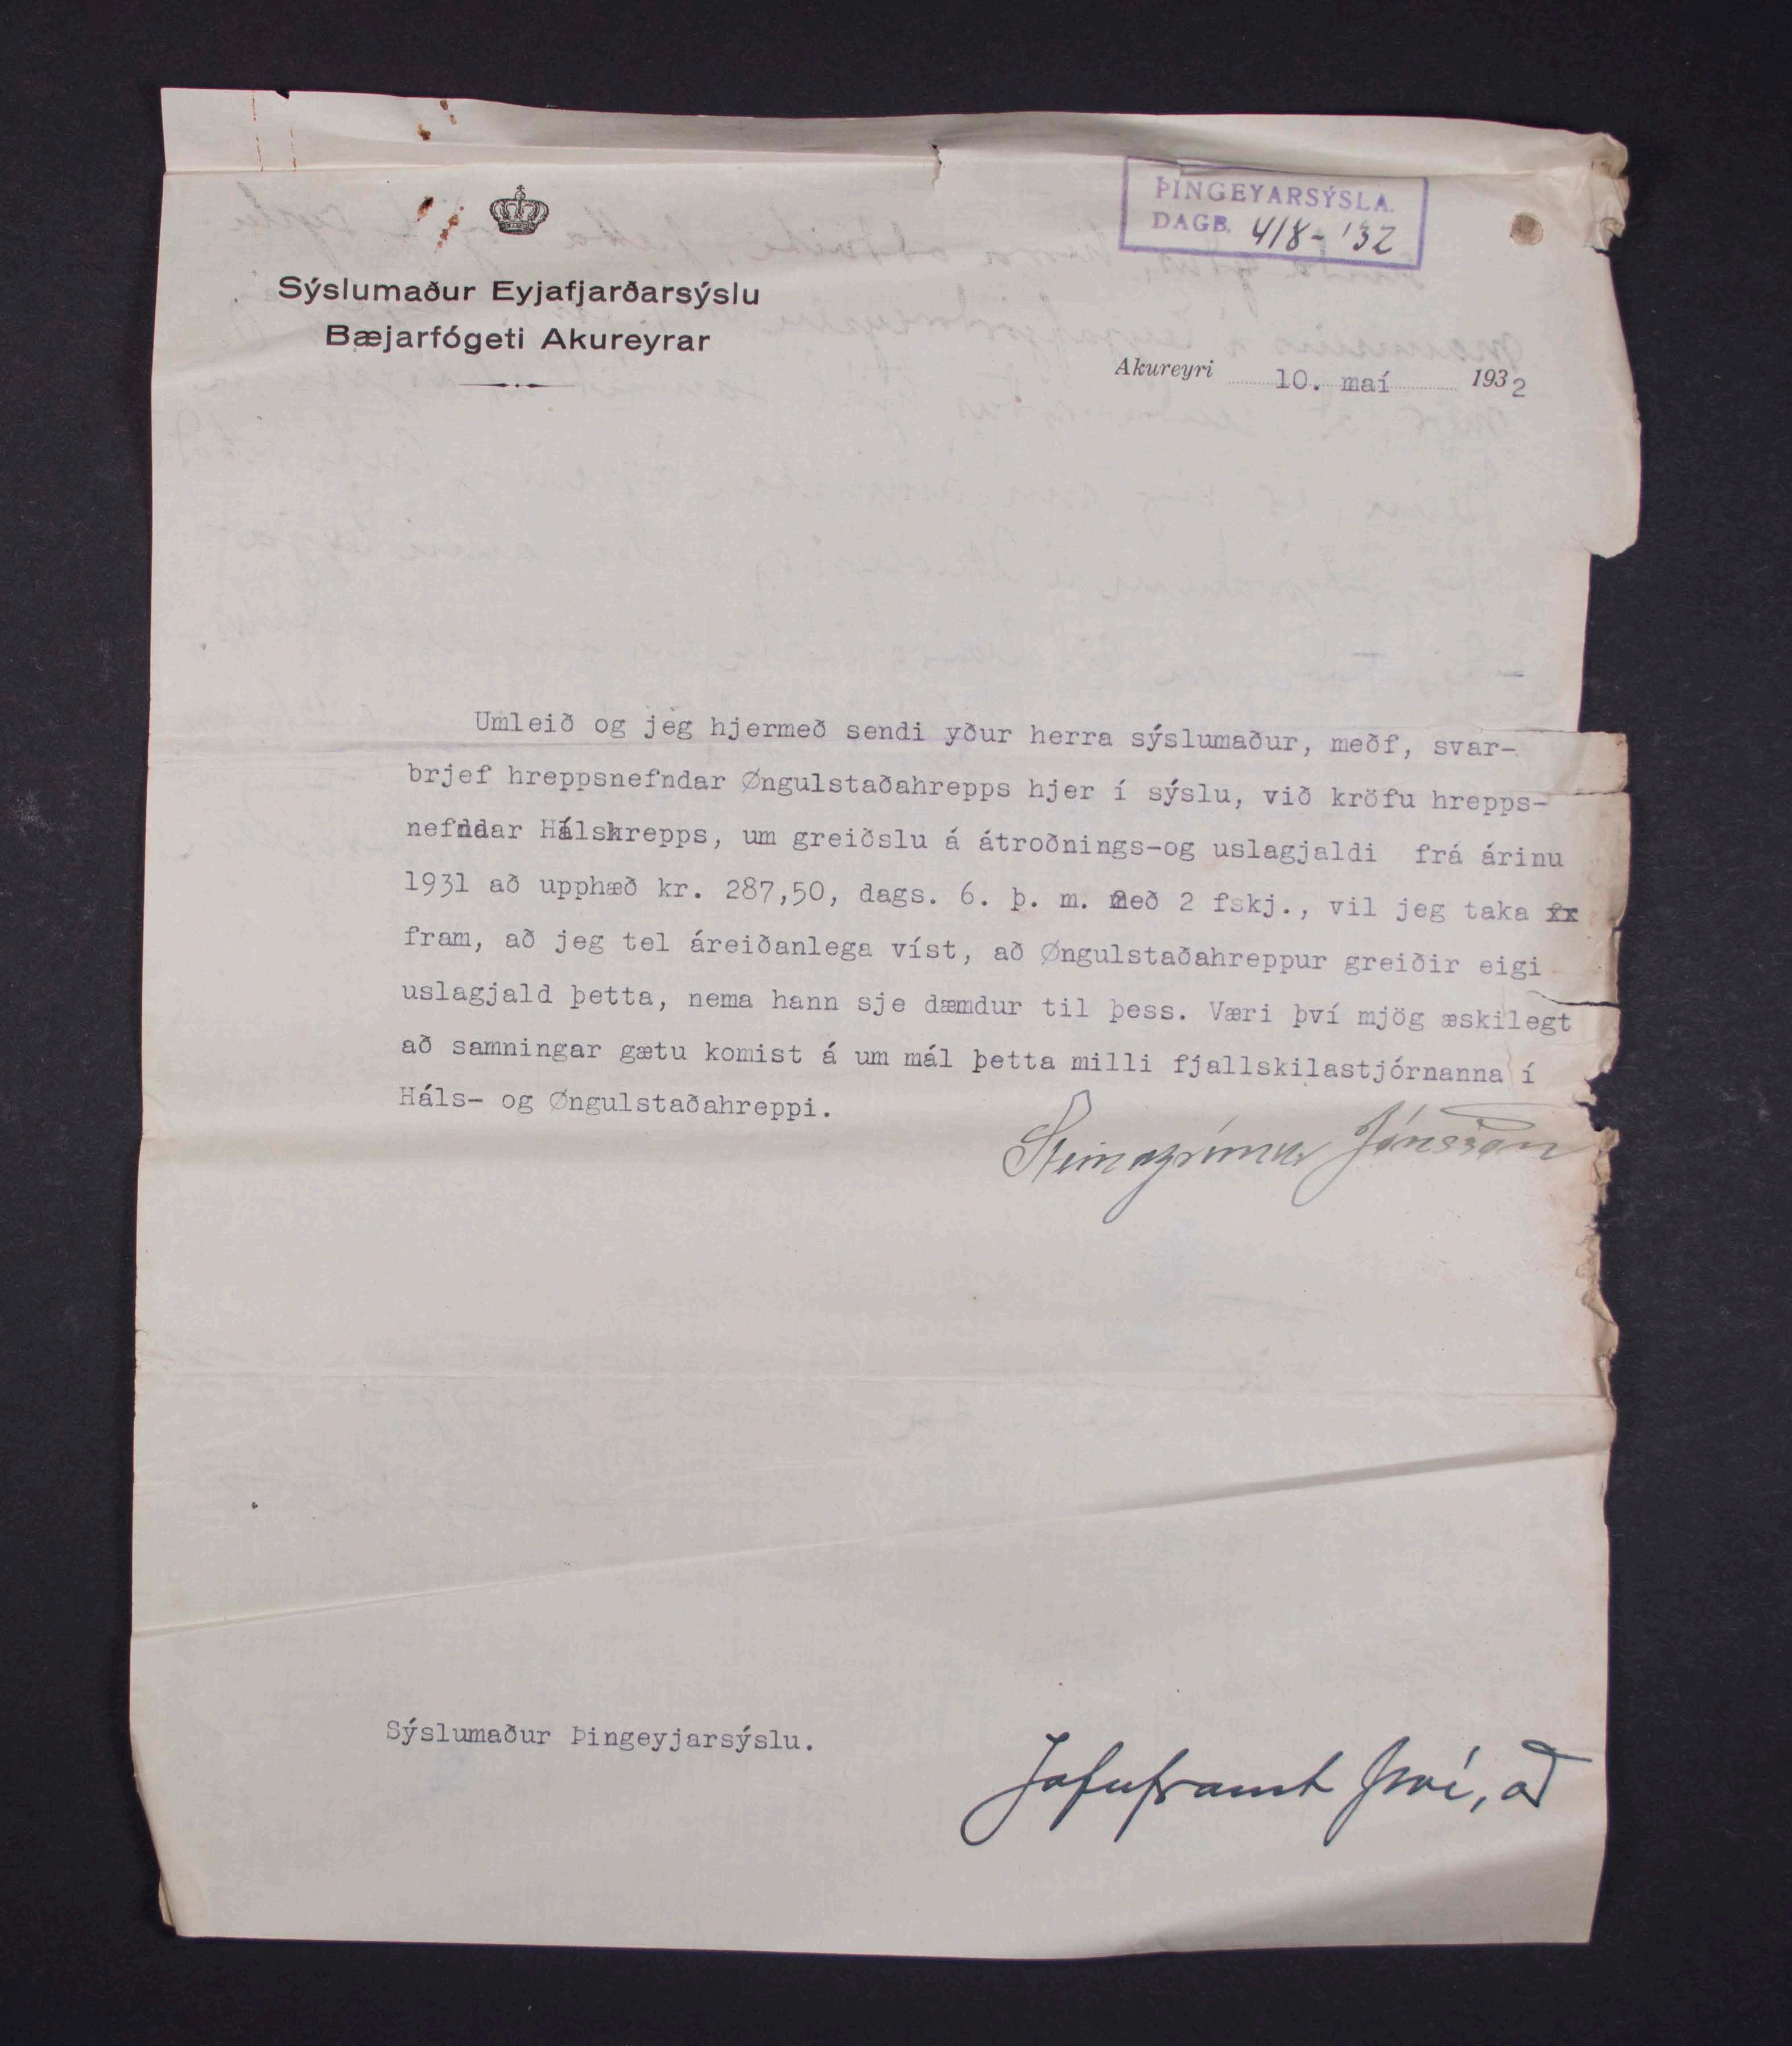 ÞINGEYARSÝSLA.
DAGB. 418-'32
Sýslumaður Eyjafjarðarsýslu
Bæjarfógeti Akureyrar
Akureyri 10. maí 1932
Umleið og jeg hjermeð sendi yður herra sýslumaður, meðf, svar-
brjef hreppsnefndar Øngulstaðahrepps hjer í sýslu, við kröfu hrepps-
nefndar Hálshrepps, um greiðslu á átroðnings-og uslagjaldi frá árinu
1931 að upphæð kr. 287,50, dags. 6. þ. m. með 2 fskj., vil jeg taka fr
fram, að jeg tel áreiðanlega víst, að Øngulstaðahreppur greiðir eigi
uslagjald þetta, nema hann sje dæmdur til þess. Væri því mjög æskilegt
að samningar gætu komist á um mál þetta milli fjallskilastjórnanna í
Háls- og Øngulstaðahreppi.
Steingrímur Jónsson
Sýslumaður Þingeyjarsýslu.
Jafnframt því, að